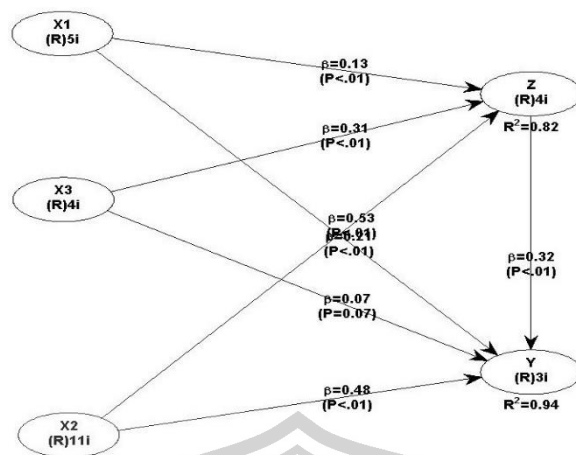 X1
(R)5i
β=0.13
(P<.01)
Z
(R)4i
R²=0.82
β=0.31
(P<.01)
X3
(R)4i
β=0.53
(P<.01)
β=0.21
(P<.01)
β=0.32
(P<.01)
β=0.07
(P=0.07)
Y
(R)3i
R²=0.94
β=0.48
(P<.01)
X2
(R)11i